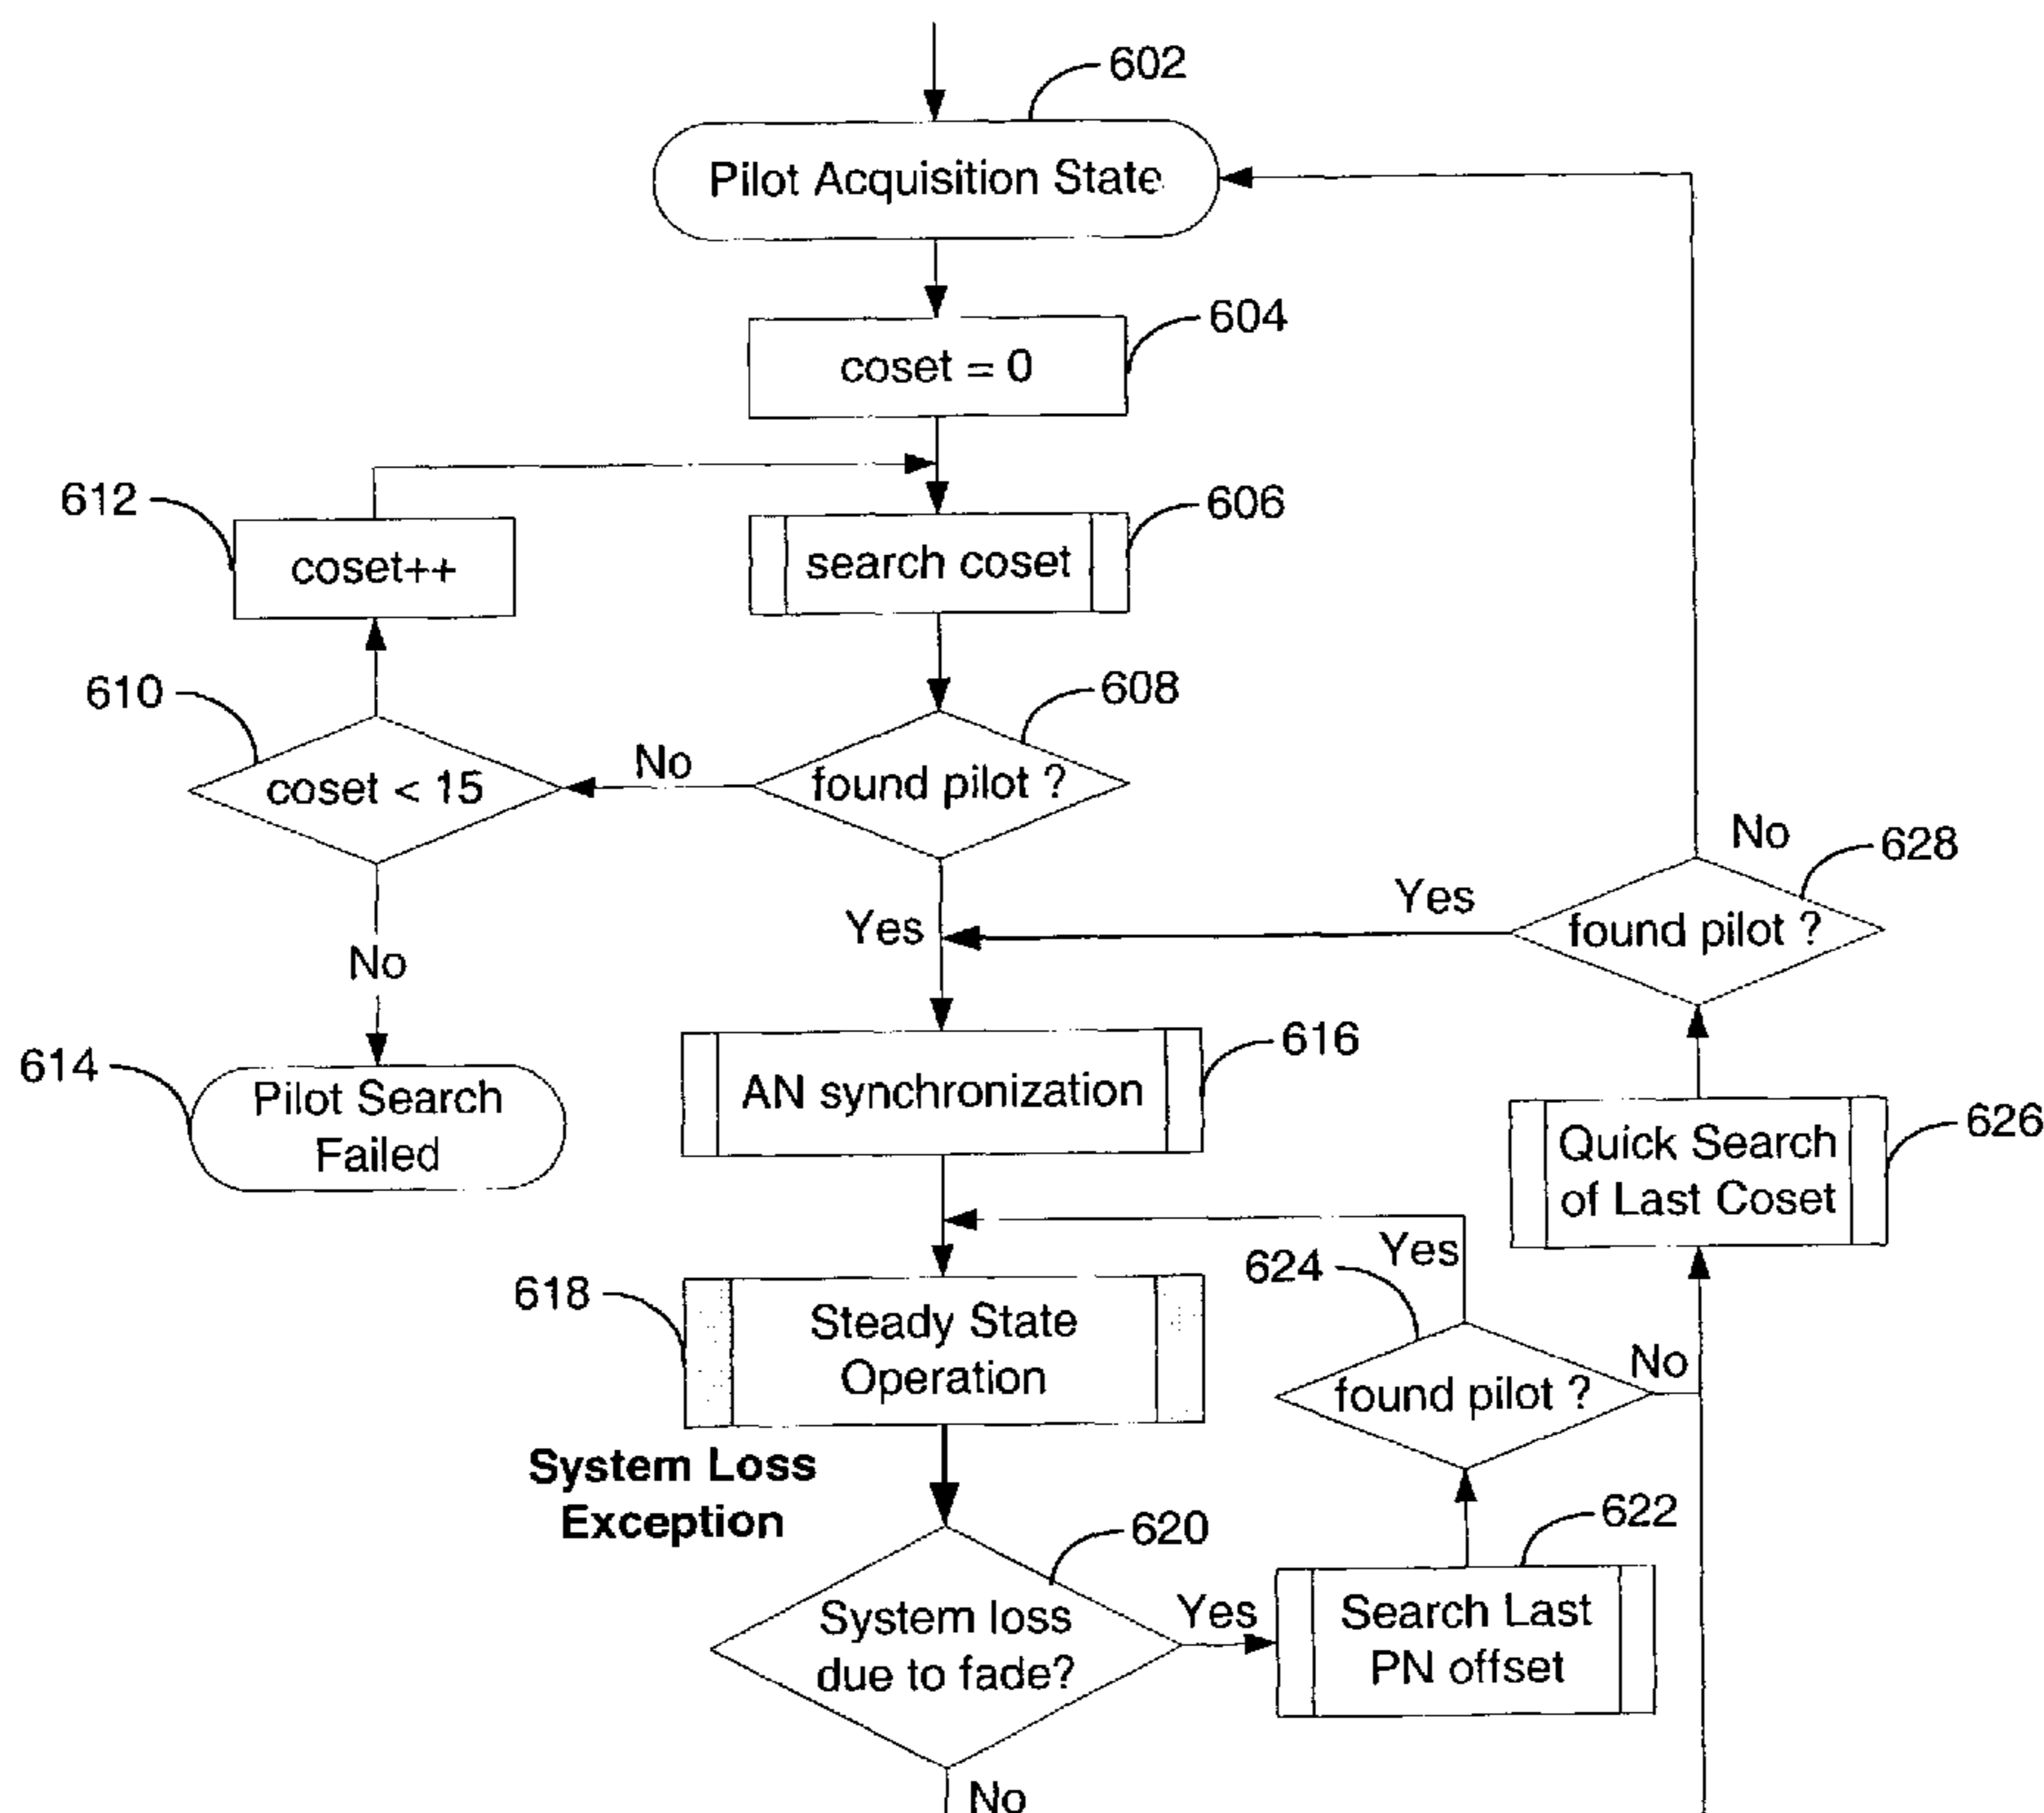 602
Pilot Acquisition State
604
coset = 0
612
606
coset++
search coset
610
608
coset < 15
No
found pilot ?
No
628
Yes
Yes
found pilot ?
No
614
Pilot Search
Failed
616
AN synchronization
626
Quick Search
of Last Coset
618
Steady State
Operation
624
Yes
found pilot ?
No
System Loss
Exception
620
622
System loss
due to fade?
Yes
Search Last
PN offset
No